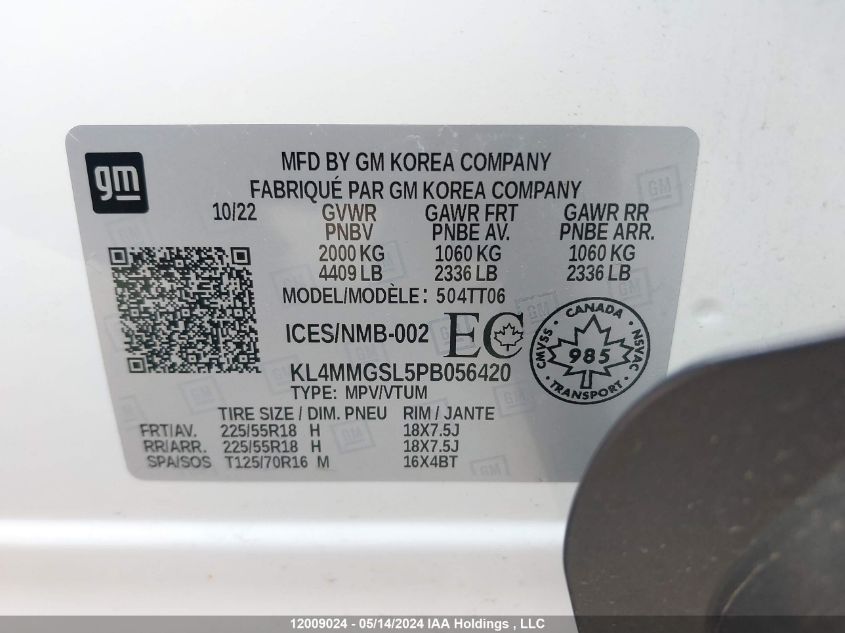 gm
MFD BY GM KOREA COMPANY
FABRIQUÉ PAR GM KOREA COMPANY
10/22 GVWR GAWR FRT GAWR RR
PNBV PNBE AV. PNBE ARR.
2000 KG 1060 KG 1060 KG
4409 LB 2336 LB 2336 LB
MODEL/MODÈLE: 504TT06
ICES/NMB-002 EC
CANADA
CMVSS 985 NSVAC
TRANSPORT
KL4MMGSL5PB056420
TYPE: MPV/VTUM
TIRE SIZE / DIM. PNEU RIM / JANTE
FRT/AV. 225/55R18 H 18X7.5J
RR/ARR. 225/55R18 H 18X7.5J
SPA/SOS T125/70R16 M 16X4BT
12009024 - 05/14/2024 IAA Holdings , LLC